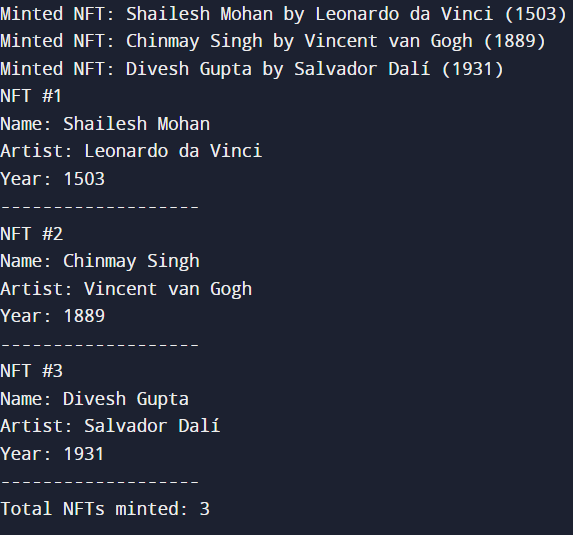 Minted NFT: Shailesh Mohan by Leonardo da Vinci (1503)
Minted NFT: Chinmay Singh by Vincent van Gogh (1889)
Minted NFT: Divesh Gupta by Salvador Dalí (1931)
NFT #1
Name: Shailesh Mohan
Artist: Leonardo da Vinci
Year: 1503
-------------------
NFT #2
Name: Chinmay Singh
Artist: Vincent van Gogh
Year: 1889
-------------------
NFT #3
Name: Divesh Gupta
Artist: Salvador Dalí
Year: 1931
-------------------
Total NFTs minted: 3